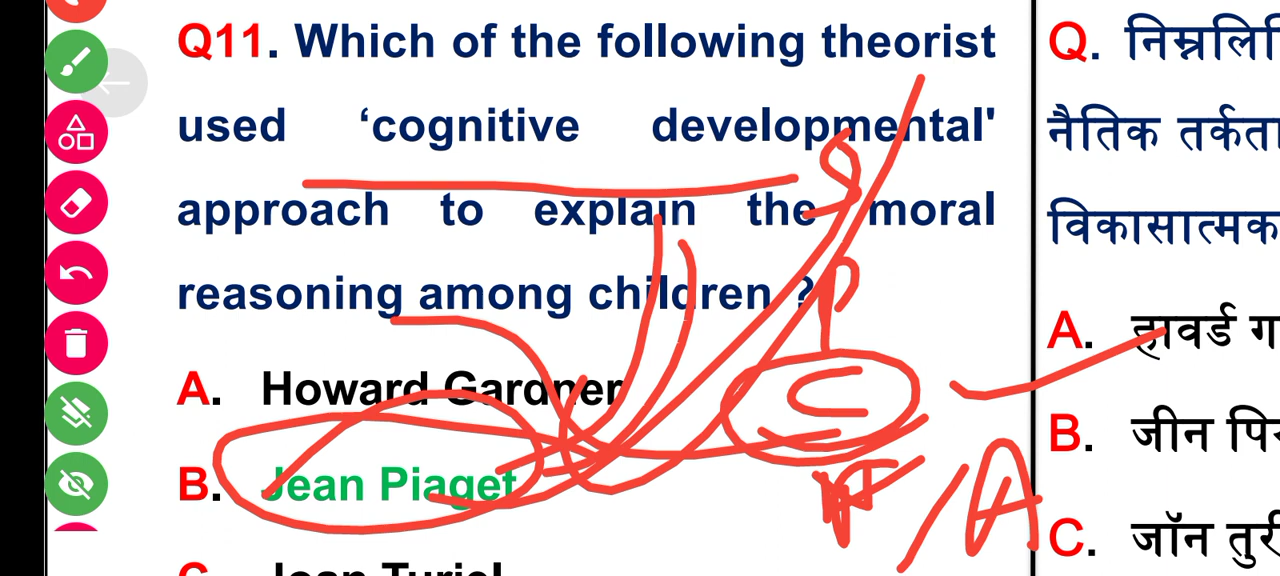 Q11. Which of the following theorist
used ‘cognitive developmental'
approach to explain the moral
reasoning among children ?
A. Howard Gardner
B. Jean Piaget
S
P
C
A
Q. निम्नलि
नैतिक तर्कता
विकासात्मक
A. हावर्ड ग
B. जीन पि
C. जॉन तुरी